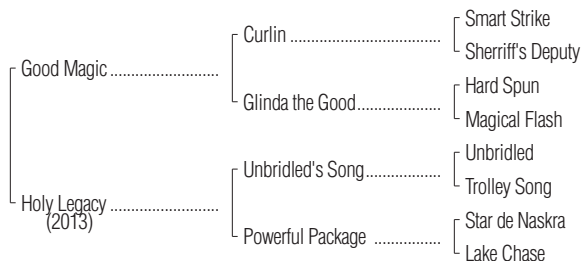 Smart Strike
Curlin ....................................
Sherriff's Deputy
Good Magic ..........................
Hard Spun
Glinda the Good....................
Magical Flash
Unbridled
Unbridled's Song..................
Trolley Song
Holy Legacy ..........................
(2013)
Star de Naskra
Powerful Package ................
Lake Chase